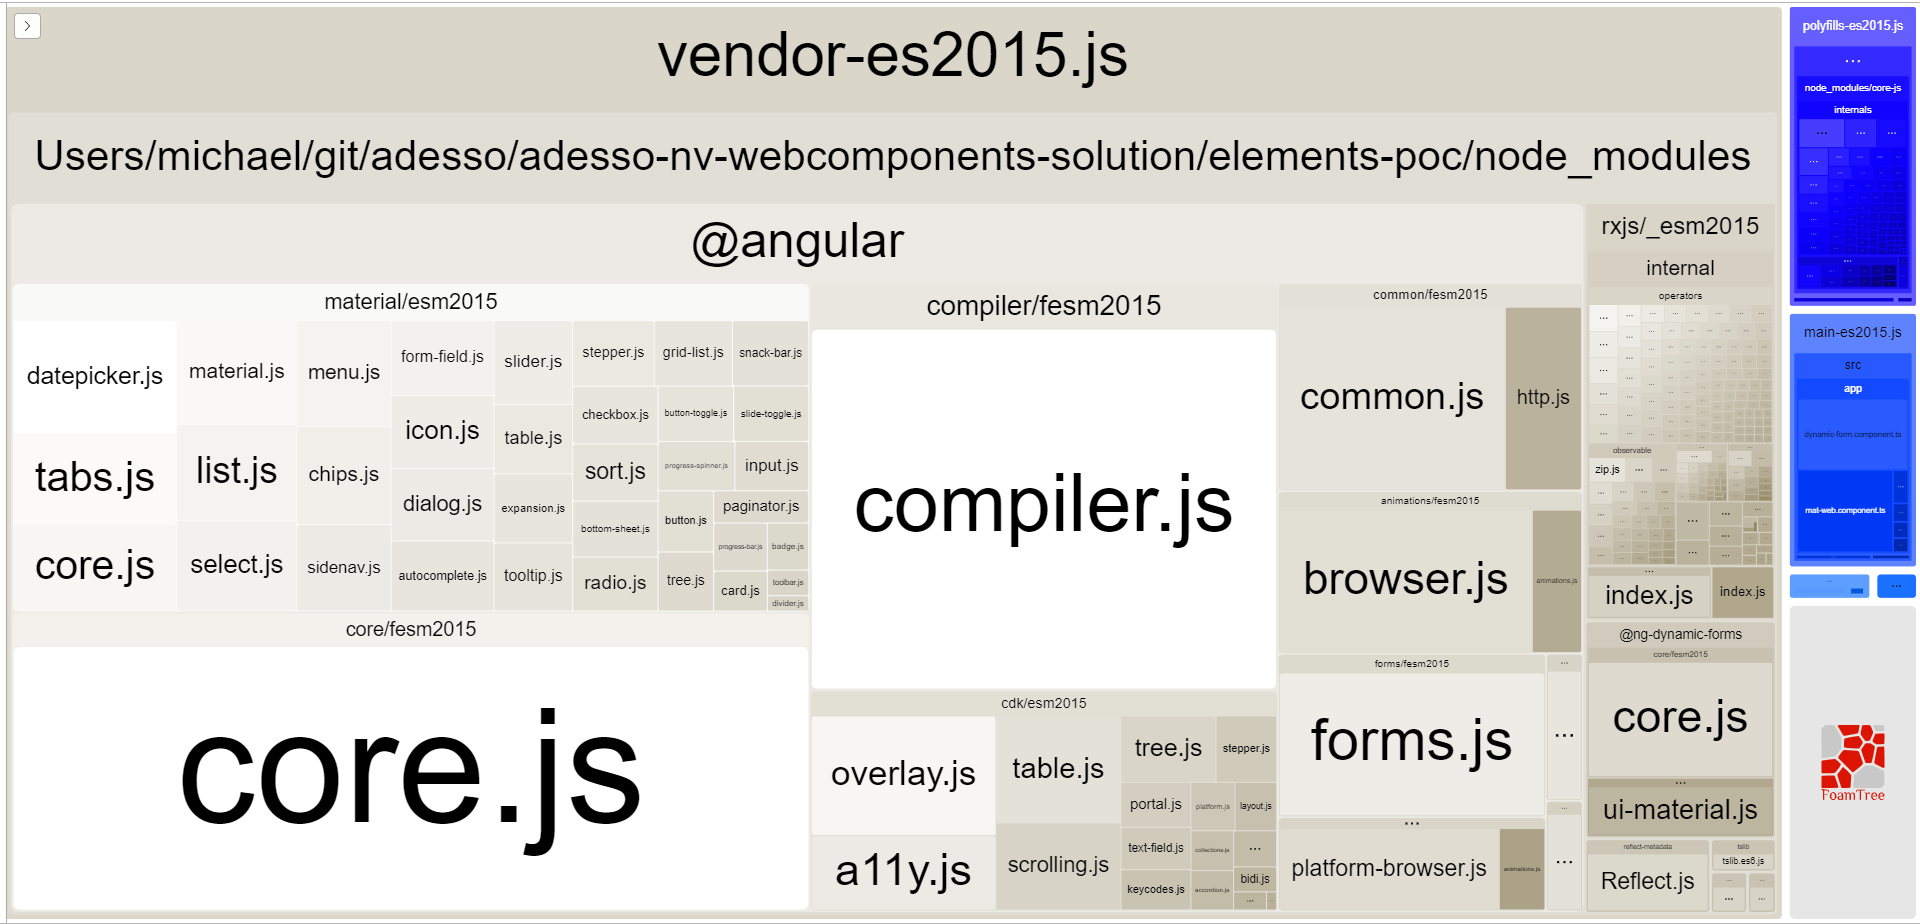 vendor-es2015.js
Users/michael/git/adesso/adesso-nv-webcomponents-solution/elements-poc/node_modules
@angular
material/esm2015
datepicker.js
material.js
menu.js
form-field.js
slider.js
stepper.js
grid-list.js
snack-bar.js
icon.js
table.js
checkbox.js
button-toggle.js
slide-toggle.js
tabs.js
list.js
chips.js
dialog.js
expansion.js
sort.js
progress-spinner.js
input.js
bottom-sheet.js
button.js
paginator.js
core.js
select.js
sidenav.js
autocomplete.js
tooltip.js
radio.js
tree.js
progress-bar.js
badge.js
card.js
toolbar.js
divider.js
core/fesm2015
core.js
compiler/fesm2015
compiler.js
cdk/esm2015
overlay.js
table.js
tree.js
stepper.js
portal.js
platform.js
layout.js
a11y.js
scrolling.js
text-field.js
collections.js
...
keycodes.js
accordion.js
bidi.js
...
common/fesm2015
common.js
http.js
animations/fesm2015
browser.js
animations.js
forms/fesm2015
forms.js
...
...
...
platform-browser.js
animations.js
...
...
rxjs/_esm2015
internal
operators
observable
zip.js
...
index.js
index.js
@ng-dynamic-forms
core/fesm2015
core.js
...
ui-material.js
reflect-metadata
Reflect.js
tslib
tslib.es6.js
...
...
polyfills-es2015.js
...
node_modules/core-js
internals
main-es2015.js
src
app
dynamic-form.component.ts
mat-web.component.ts
...
...
FoamTree